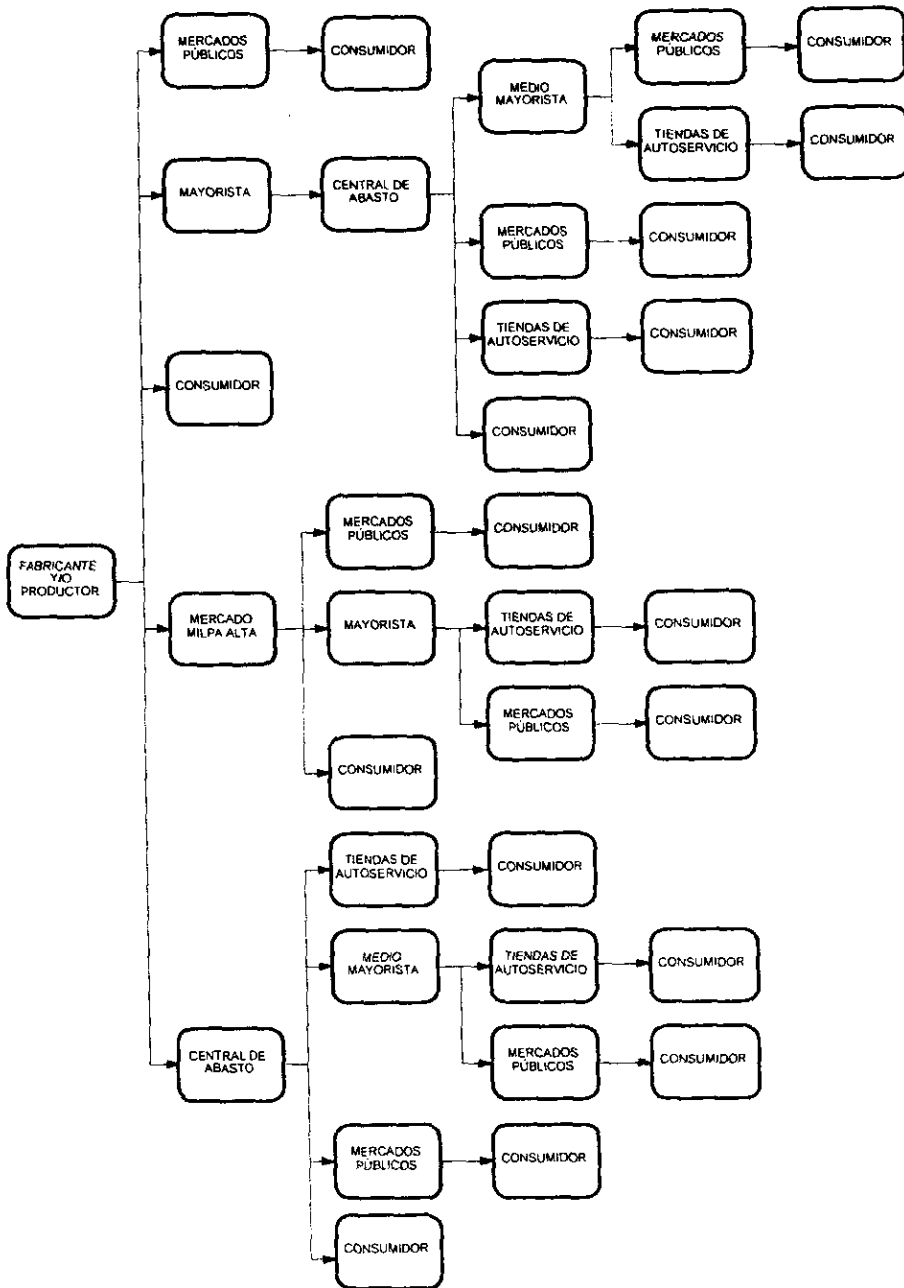 MERCADOS
PÚBLICOS
CONSUMIDOR
MEDIO
MAYORISTA
MERCADOS
PÚBLICOS
CONSUMIDOR
TIENDAS DE
AUTOSERVICIO
CONSUMIDOR
MAYORISTA
CENTRAL DE
ABASTO
MERCADOS
PÚBLICOS
CONSUMIDOR
TIENDAS DE
AUTOSERVICIO
CONSUMIDOR
CONSUMIDOR
CONSUMIDOR
FABRICANTE
Y/O
PRODUCTOR
MERCADO
MILPA ALTA
MERCADOS
PÚBLICOS
CONSUMIDOR
MAYORISTA
TIENDAS DE
AUTOSERVICIO
CONSUMIDOR
MERCADOS
PÚBLICOS
CONSUMIDOR
CONSUMIDOR
CENTRAL DE
ABASTO
TIENDAS DE
AUTOSERVICIO
CONSUMIDOR
MEDIO
MAYORISTA
TIENDAS DE
AUTOSERVICIO
CONSUMIDOR
MERCADOS
PÚBLICOS
CONSUMIDOR
MERCADOS
PÚBLICOS
CONSUMIDOR
CONSUMIDOR